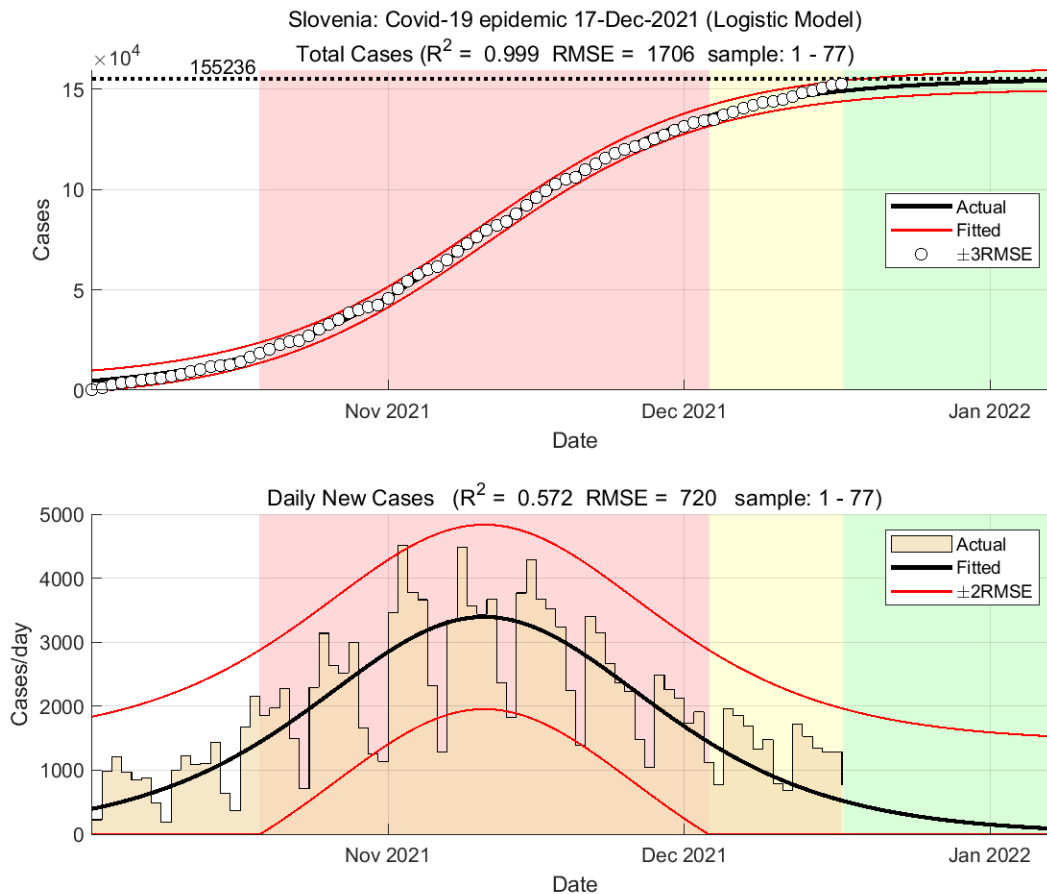 Slovenia: Covid-19 epidemic 17-Dec-2021 (Logistic Model)
Total Cases (R² = 0.999 RMSE = 1706 sample: 1 - 77)
×10⁴
155236
15
10
5
0
Cases
Actual
Fitted
±3RMSE
Nov 2021
Dec 2021
Jan 2022
Date
Daily New Cases (R² = 0.572 RMSE = 720 sample: 1 - 77)
5000
4000
3000
2000
1000
0
Cases/day
Actual
Fitted
±2RMSE
Nov 2021
Dec 2021
Jan 2022
Date